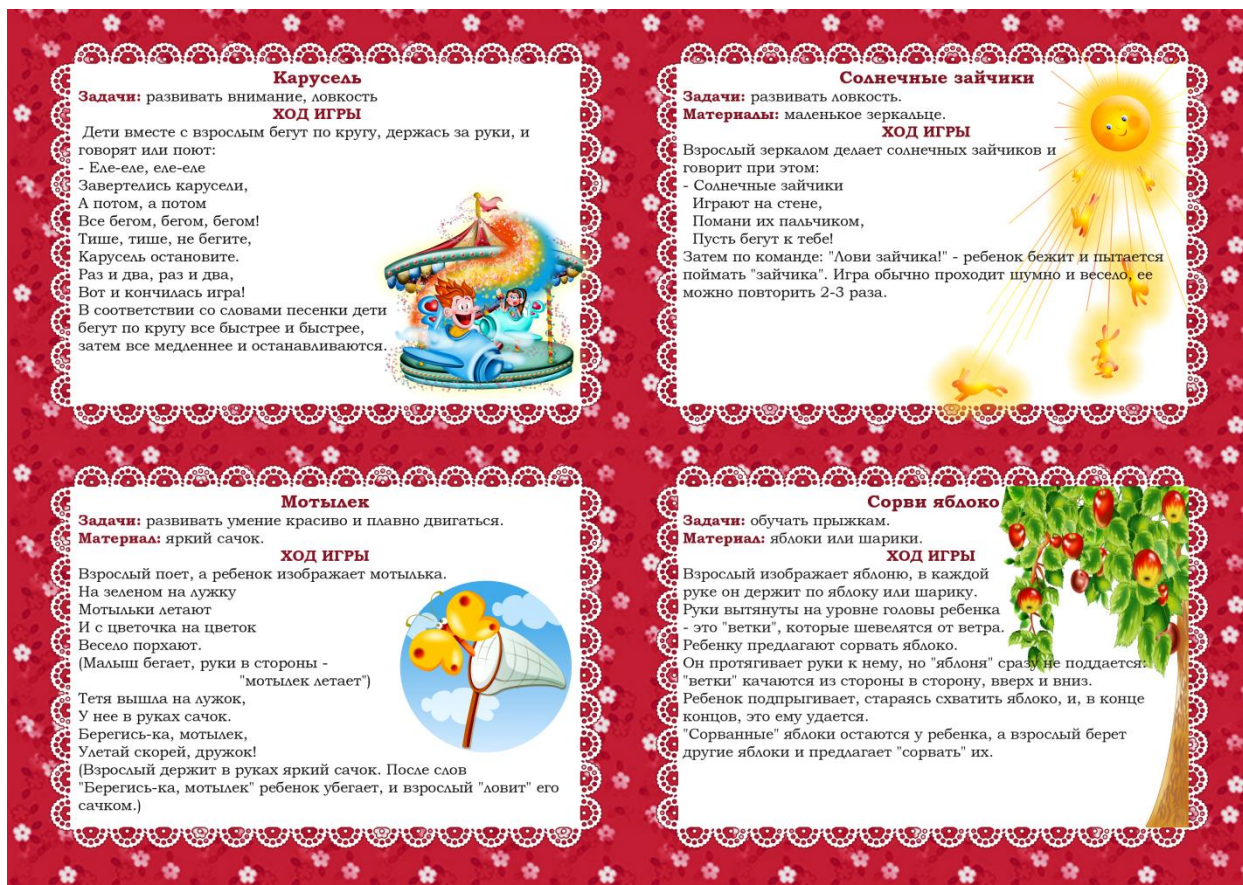 Карусель
Задачи: развивать внимание, ловкость
ХОД ИГРЫ
Дети вместе с взрослым бегут по кругу, держась за руки, и
говорят или поют:
- Еле-еле, еле-еле
Завертелись карусели,
А потом, а потом
Все бегом, бегом, бегом!
Тише, тише, не бегите,
Карусель остановите.
Раз и два, раз и два,
Вот и кончилась игра!
В соответствии со словами песенки дети
бегут по кругу все быстрее и быстрее,
затем все медленнее и останавливаются.
Солнечные зайчики
Задачи: развивать ловкость.
Материалы: маленькое зеркальце.
ХОД ИГРЫ
Взрослый зеркалом делает солнечных зайчиков и
говорит при этом:
- Солнечные зайчики
Играют на стене,
Помани их пальчиком,
Пусть бегут к тебе!
Затем по команде: "Лови зайчика!" - ребенок бежит и пытается
поймать "зайчика". Игра обычно проходит шумно и весело, ее
можно повторить 2-3 раза.
Мотылек
Задачи: развивать умение красиво и плавно двигаться.
Материал: яркий сачок.
ХОД ИГРЫ
Взрослый поет, а ребенок изображает мотылька.
На зеленом на лужку
Мотыльки летают
И с цветочка на цветок
Весело порхают.
(Малыш бегает, руки в стороны -
"мотылек летает")
Тетя вышла на лужок,
У нее в руках сачок.
Берегись-ка, мотылек,
Улетай скорей, дружок!
(Взрослый держит в руках яркий сачок. После слов
"Берегись-ка, мотылек" ребенок убегает, и взрослый "ловит" его
сачком.)
Сорви яблоко
Задачи: обучать прыжкам.
Материал: яблоки или шарики.
ХОД ИГРЫ
Взрослый изображает яблоню, в каждой
руке он держит по яблоку или шарику.
Руки вытянуты на уровне головы ребенка
- это "ветки", которые шевелятся от ветра.
Ребенку предлагают сорвать яблоко.
Он протягивает руки к нему, но "яблоня" сразу не поддается:
"ветки" качаются из стороны в сторону, вверх и вниз.
Ребенок подпрыгивает, стараясь схватить яблоко, и, в конце
концов, это ему удается.
"Сорванные" яблоки остаются у ребенка, а взрослый берет
другие яблоки и предлагает "сорвать" их.